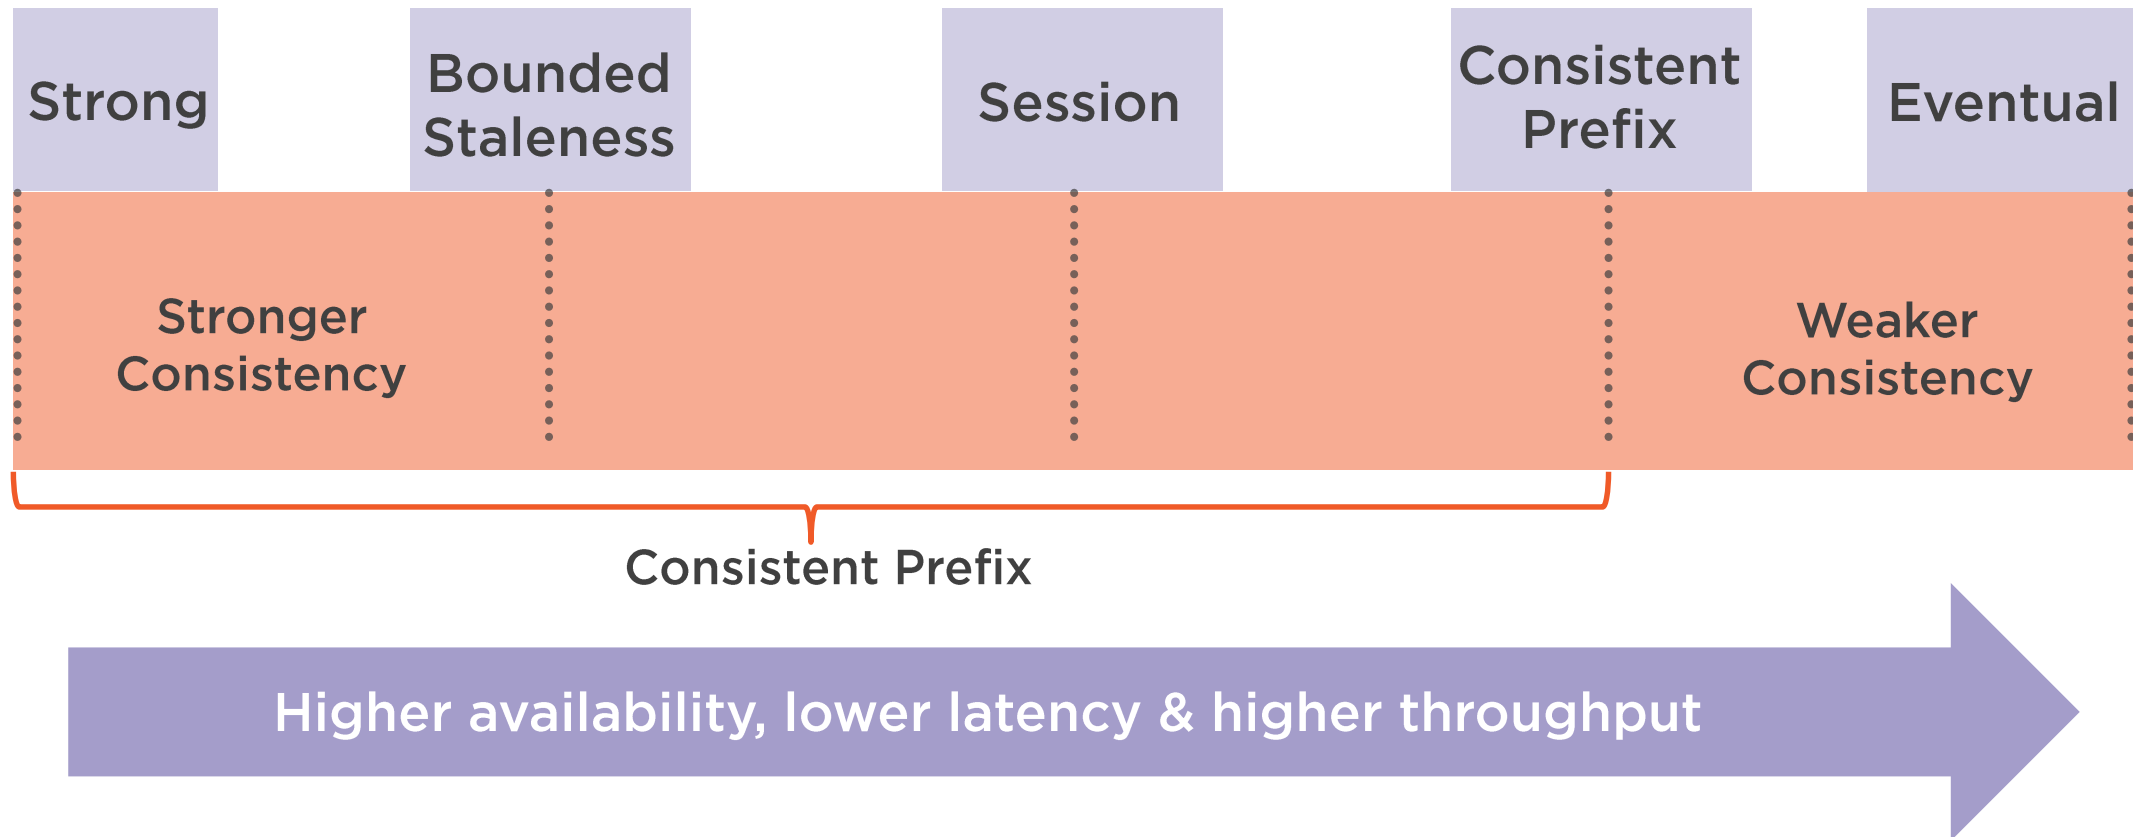 Strong
Bounded
Staleness
Session
Consistent
Prefix
Eventual
Stronger
Consistency
Weaker
Consistency
Consistent Prefix
Higher availability, lower latency & higher throughput